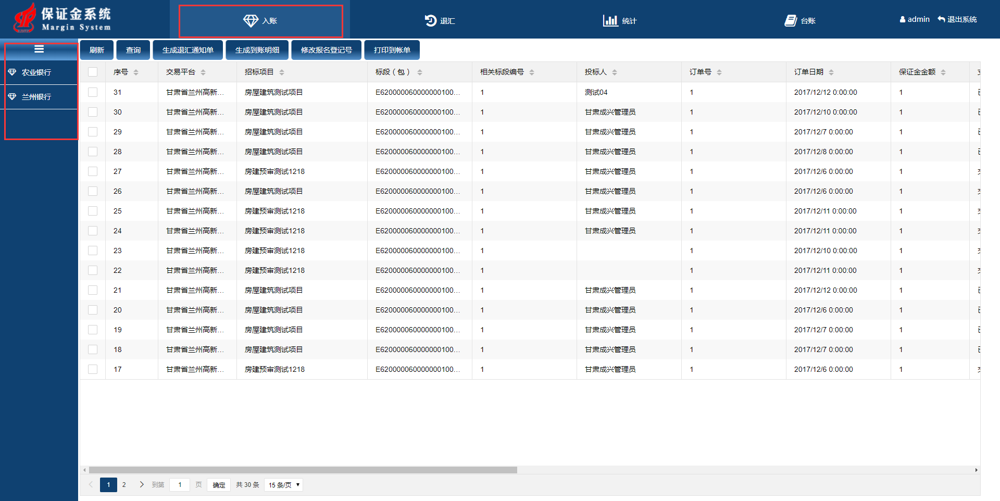 保证金系统
Margin System
入账
退汇
统计
台账
admin 退出系统
农业银行
兰州银行
刷新 查询 生成退汇通知单 生成到账明细 修改报名登记号 打印到帐单
序号 交易平台 招标项目 标段（包） 相关标段编号 投标人 订单号 订单日期 保证金金额
31 甘肃省兰州高新... 房屋建筑测试项目 E620000060000000100... 1 测试04 1 2017/12/12 0:00:00 1
30 甘肃省兰州高新... 房屋建筑测试项目 E620000060000000100... 1 甘肃成兴管理员 1 2017/12/10 0:00:00 1
29 甘肃省兰州高新... 房屋建筑测试项目 E620000060000000100... 1 甘肃成兴管理员 1 2017/12/7 0:00:00 1
28 甘肃省兰州高新... 房屋建筑测试项目 E620000060000000100... 1 甘肃成兴管理员 1 2017/12/8 0:00:00 1
27 甘肃省兰州高新... 房建预审测试1218 E620000060000000100... 1 甘肃成兴管理员 1 2017/12/6 0:00:00 1
26 甘肃省兰州高新... 房屋建筑测试项目 E620000060000000100... 1 甘肃成兴管理员 1 2017/12/6 0:00:00 1
25 甘肃省兰州高新... 房建预审测试1218 E620000060000000100... 1 甘肃成兴管理员 1 2017/12/11 0:00:00 1
24 甘肃省兰州高新... 房建预审测试1218 E620000060000000100... 1 甘肃成兴管理员 1 2017/12/11 0:00:00 1
23 甘肃省兰州高新... 房建预审测试1218 E620000060000000100... 1 1 2017/12/10 0:00:00 1
22 甘肃省兰州高新... 房建预审测试1218 E620000060000000100... 1 1 2017/12/11 0:00:00 1
21 甘肃省兰州高新... 房屋建筑测试项目 E620000060000000100... 1 甘肃成兴管理员 1 2017/12/12 0:00:00 1
20 甘肃省兰州高新... 房屋建筑测试项目 E620000060000000100... 1 甘肃成兴管理员 1 2017/12/6 0:00:00 1
19 甘肃省兰州高新... 房屋建筑测试项目 E620000060000000100... 1 甘肃成兴管理员 1 2017/12/7 0:00:00 1
18 甘肃省兰州高新... 房屋建筑测试项目 E620000060000000100... 1 甘肃成兴管理员 1 2017/12/7 0:00:00 1
17 甘肃省兰州高新... 房建预审测试1218 E620000060000000100... 1 甘肃成兴管理员 1 2017/12/6 0:00:00 1
1 2 到第 1 页 确定 共 30 条 15 条/页